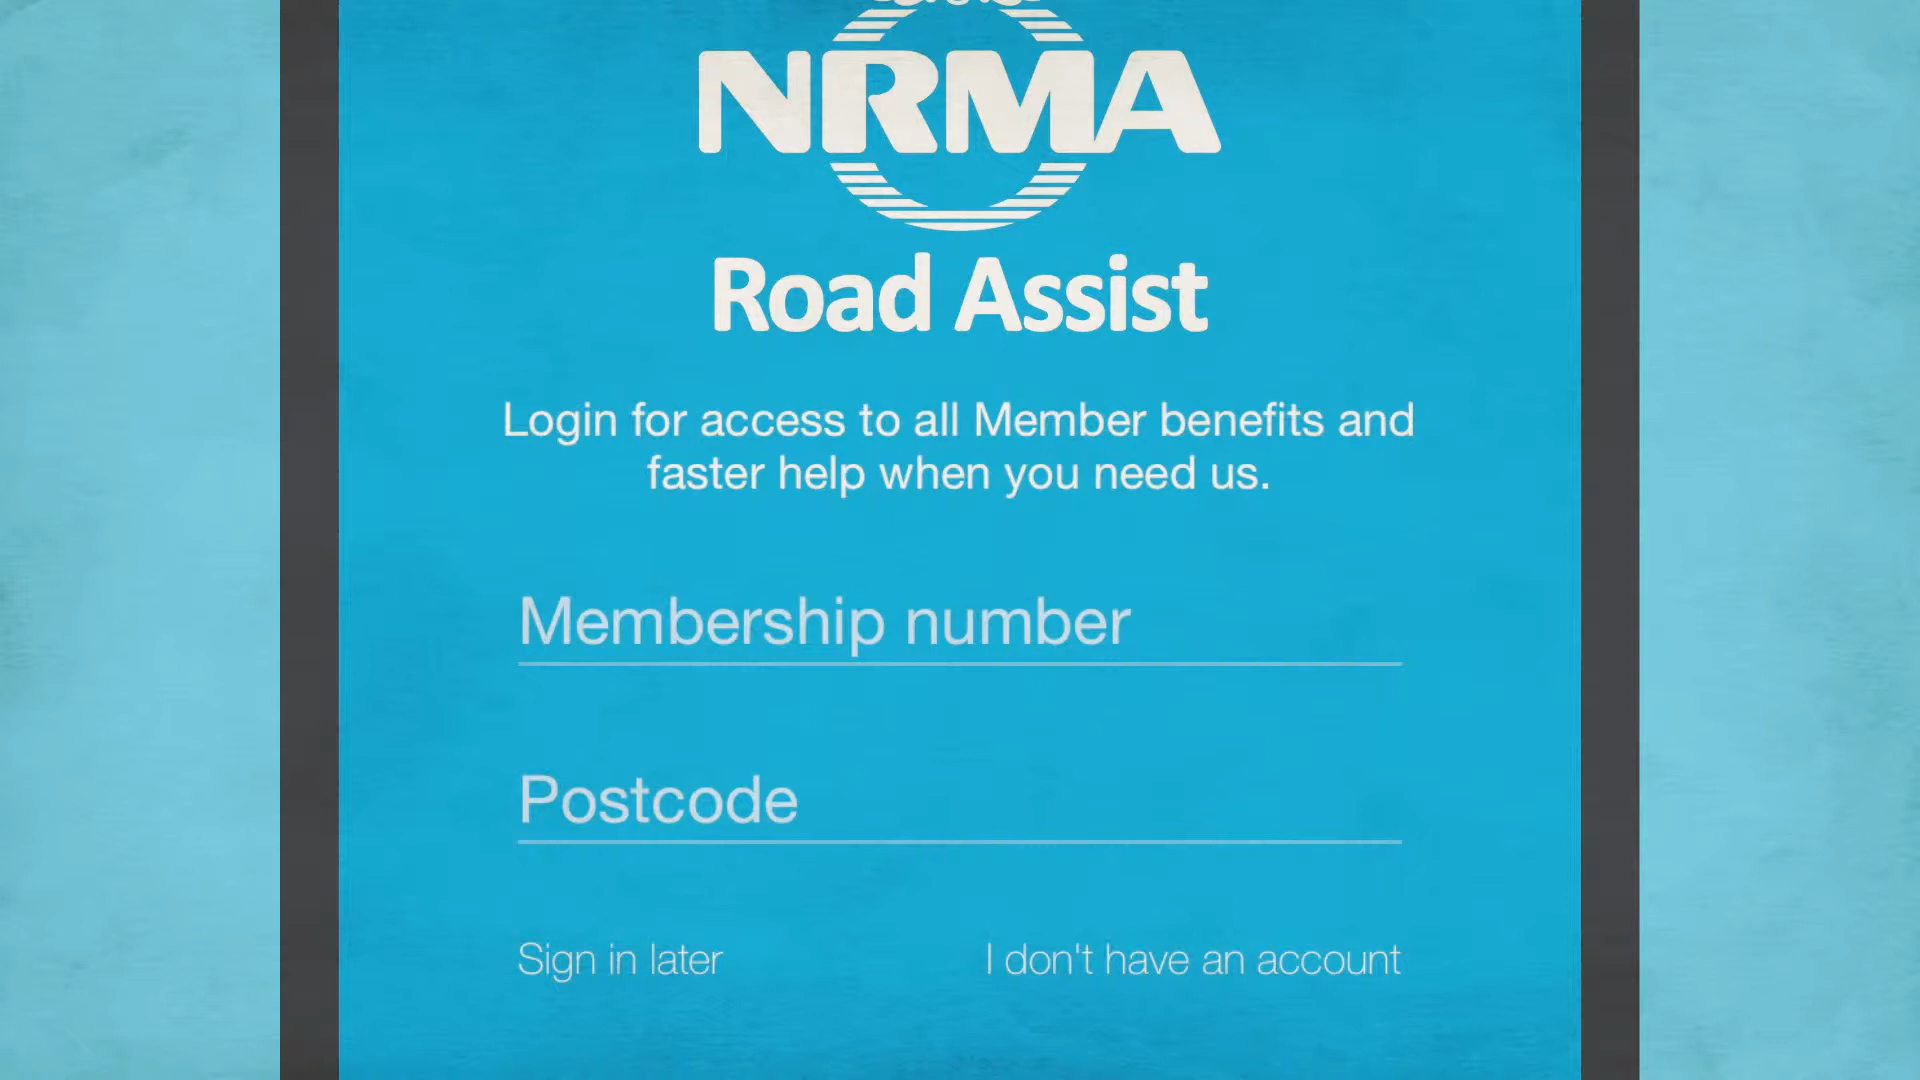 NRMA
Road Assist
Login for access to all Member benefits and
faster help when you need us.
Membership number
Postcode
Sign in later
I don't have an account